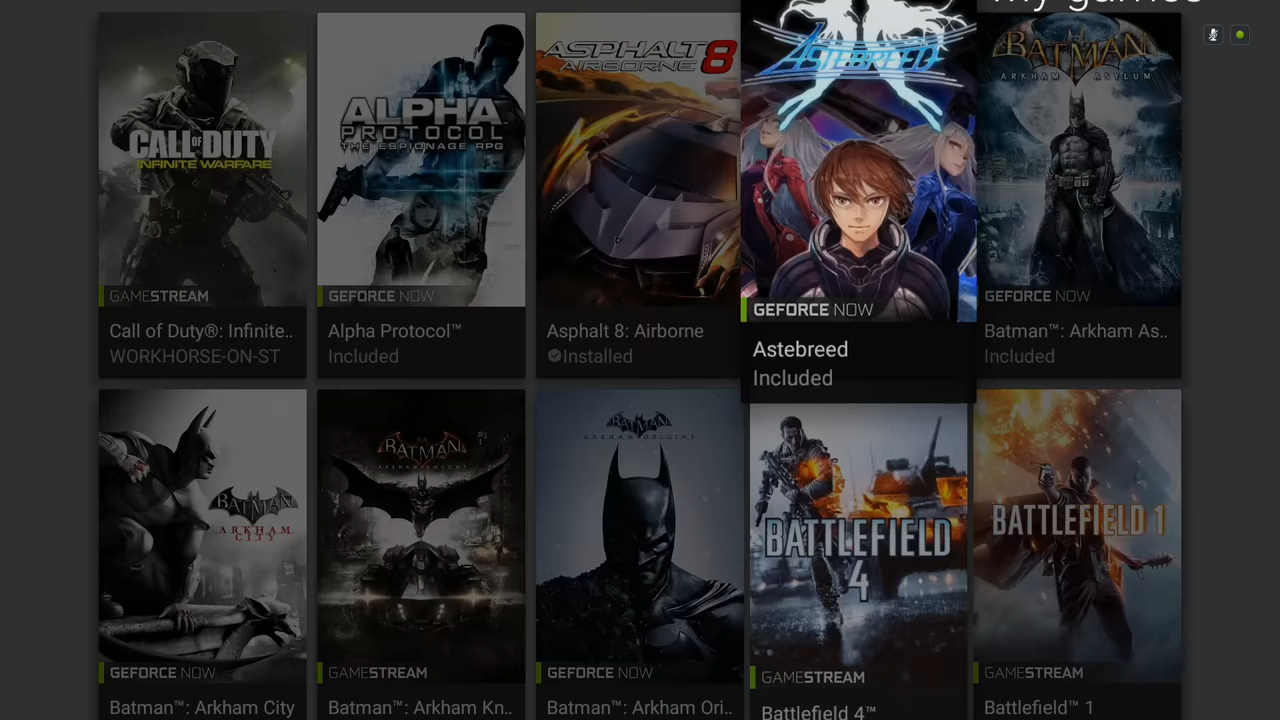 My games
CALL OF DUTY
INFINITE WARFARE
GAMESTREAM
Call of Duty®: Infinite..
WORKHORSE-ON-ST
ALPHA
PROTOCOL
THE ESPIONAGE RPG
GEFORCE NOW
Alpha Protocol™
Included
ASPHALT 8
AIRBORNE
Asphalt 8: Airborne
Installed
ASTEBREED
GEFORCE NOW
Astebreed
Included
BATMAN
ARKHAM ASYLUM
GEFORCE NOW
Batman™: Arkham As..
Included
BATMAN
ARKHAM
CITY
GEFORCE NOW
Batman™: Arkham City
BATMAN
ARKHAM KNIGHT
GAMESTREAM
Batman™: Arkham Kn..
BATMAN
ARKHAM ORIGINS
GEFORCE NOW
Batman™: Arkham Ori..
BATTLEFIELD
4
GAMESTREAM
Battlefield 4™
BATTLEFIELD 1
GAMESTREAM
Battlefield™ 1